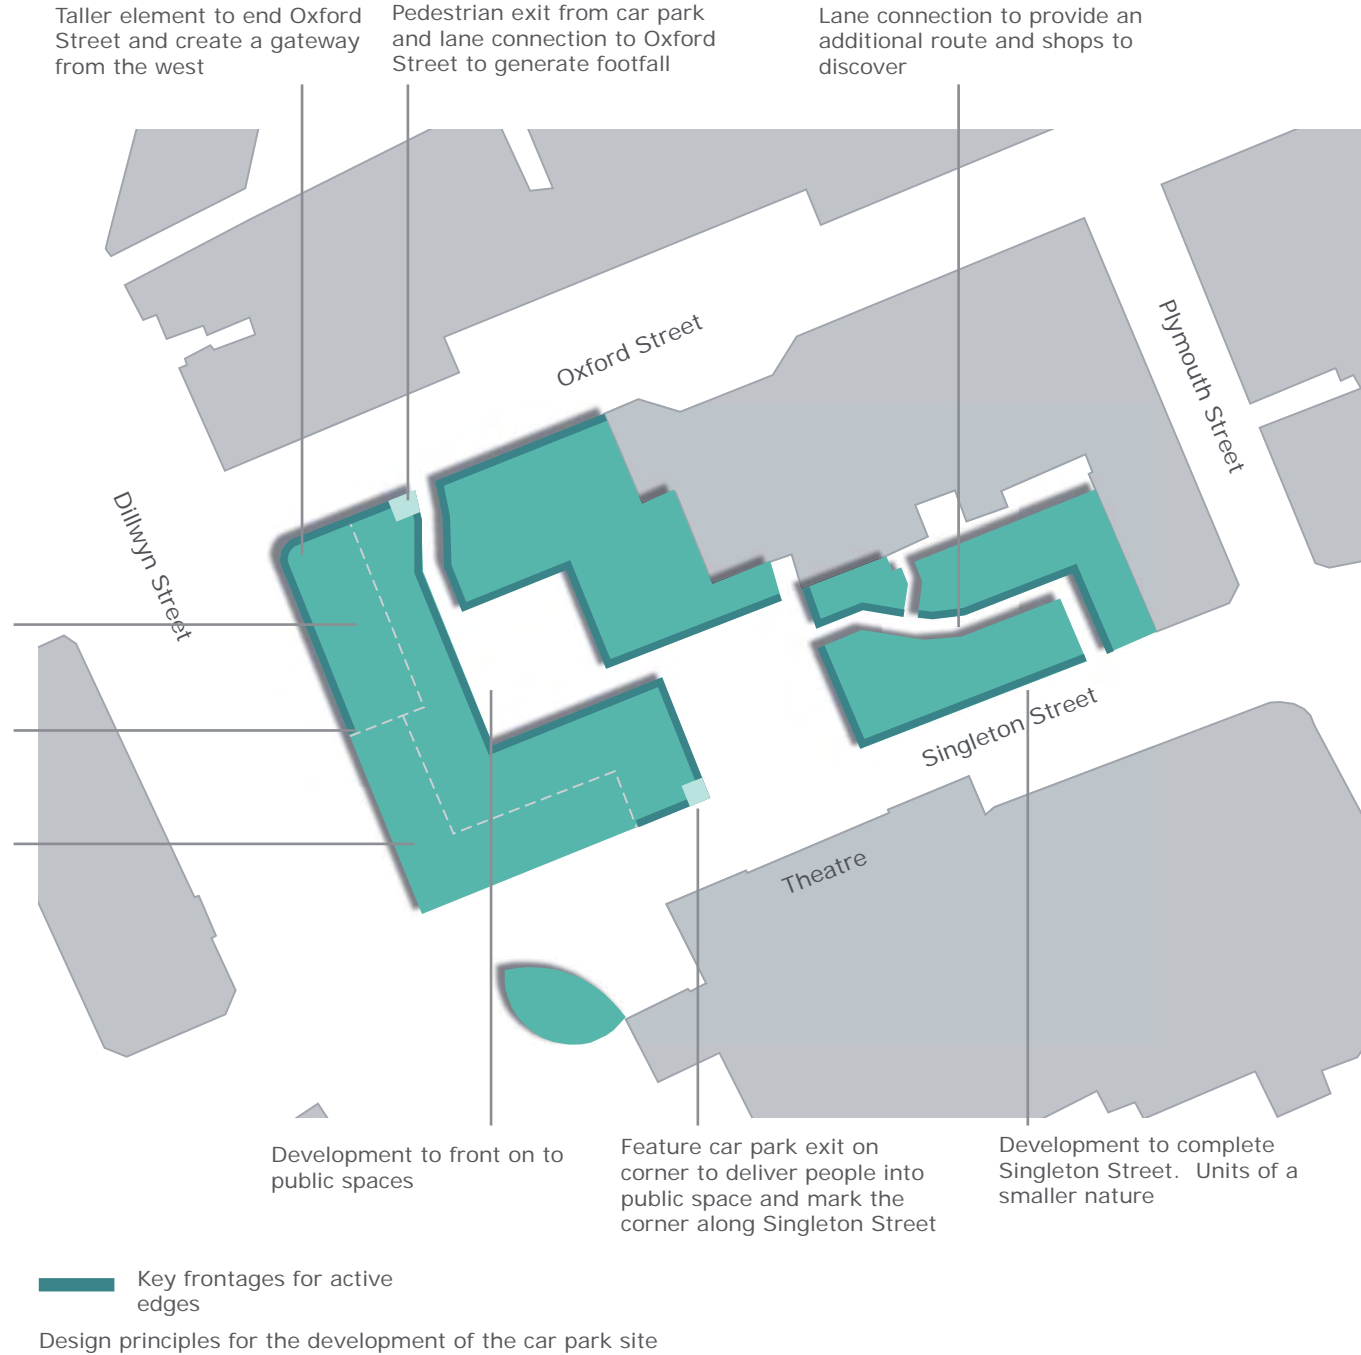 Taller element to end Oxford
Street and create a gateway
from the west
Pedestrian exit from car park
and lane connection to Oxford
Street to generate footfall
Lane connection to provide an
additional route and shops to
discover
Oxford Street
Plymouth Street
Dillwyn Street
Singleton Street
Theatre
Development to front on to
public spaces
Feature car park exit on
corner to deliver people into
public space and mark the
corner along Singleton Street
Development to complete
Singleton Street.  Units of a
smaller nature
Key frontages for active
edges
Design principles for the development of the car park site